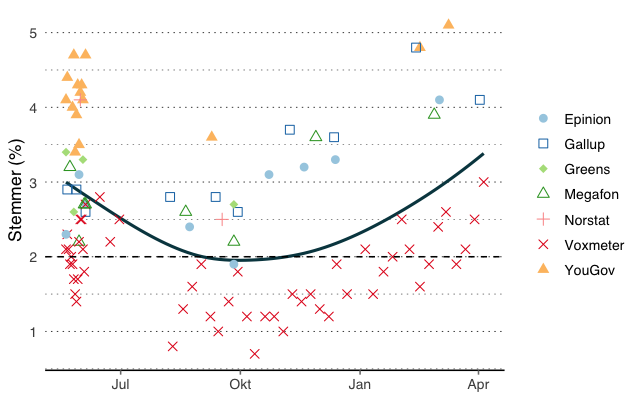 Stemmer (%)
5
4
3
2
1
Jul
Okt
Jan
Apr
Epinion
Gallup
Greens
Megafon
Norstat
Voxmeter
YouGov